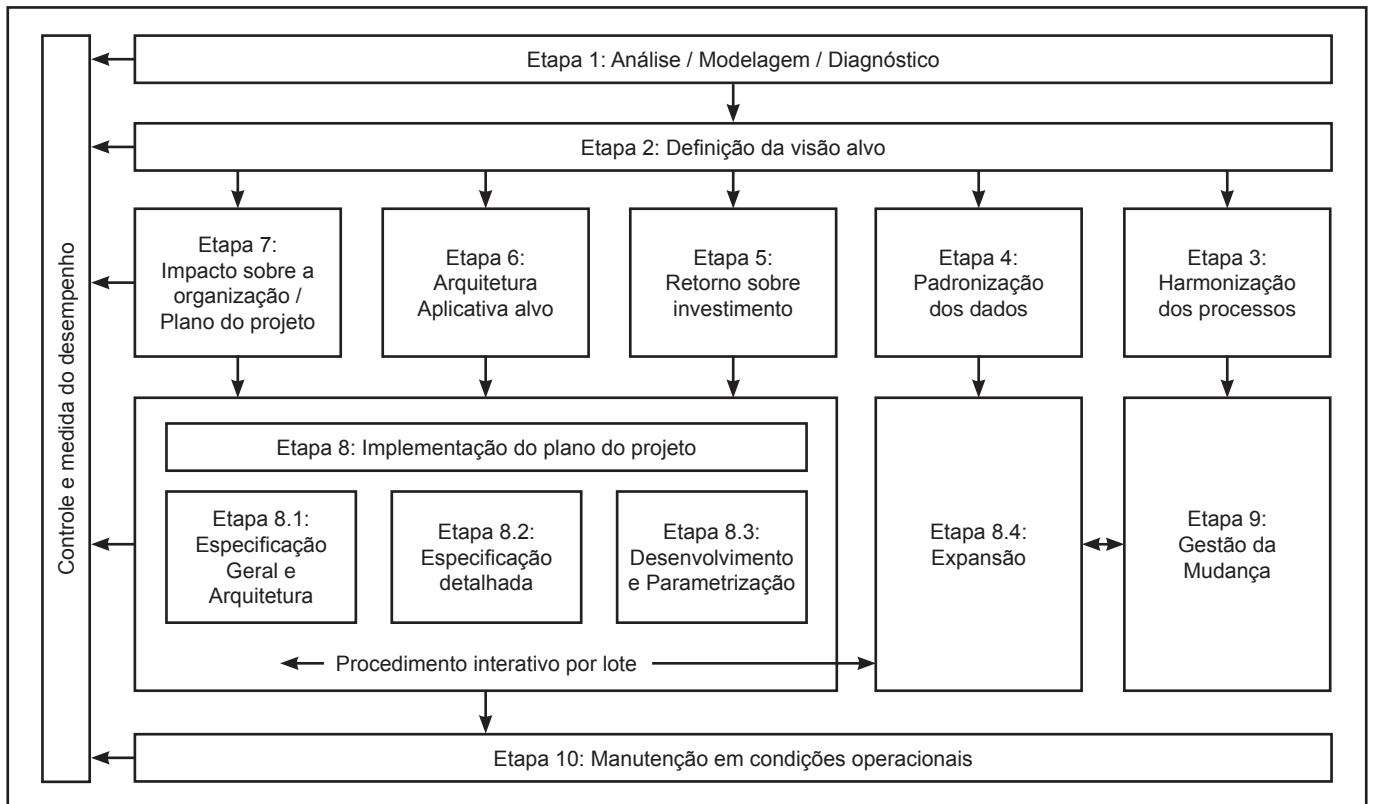 Controle e medida do desempenho
Etapa 1: Análise / Modelagem / Diagnóstico
Etapa 2: Definição da visão alvo
Etapa 7:
Impacto sobre a
organização /
Plano do projeto
Etapa 6:
Arquitetura
Aplicativa alvo
Etapa 5:
Retorno sobre
investimento
Etapa 4:
Padronização
dos dados
Etapa 3:
Harmonização
dos processos
Etapa 8: Implementação do plano do projeto
Etapa 8.1:
Especificação
Geral e
Arquitetura
Etapa 8.2:
Especificação
detalhada
Etapa 8.3:
Desenvolvimento
e Parametrização
Procedimento interativo por lote
Etapa 8.4:
Expansão
Etapa 9:
Gestão da
Mudança
Etapa 10: Manutenção em condições operacionais